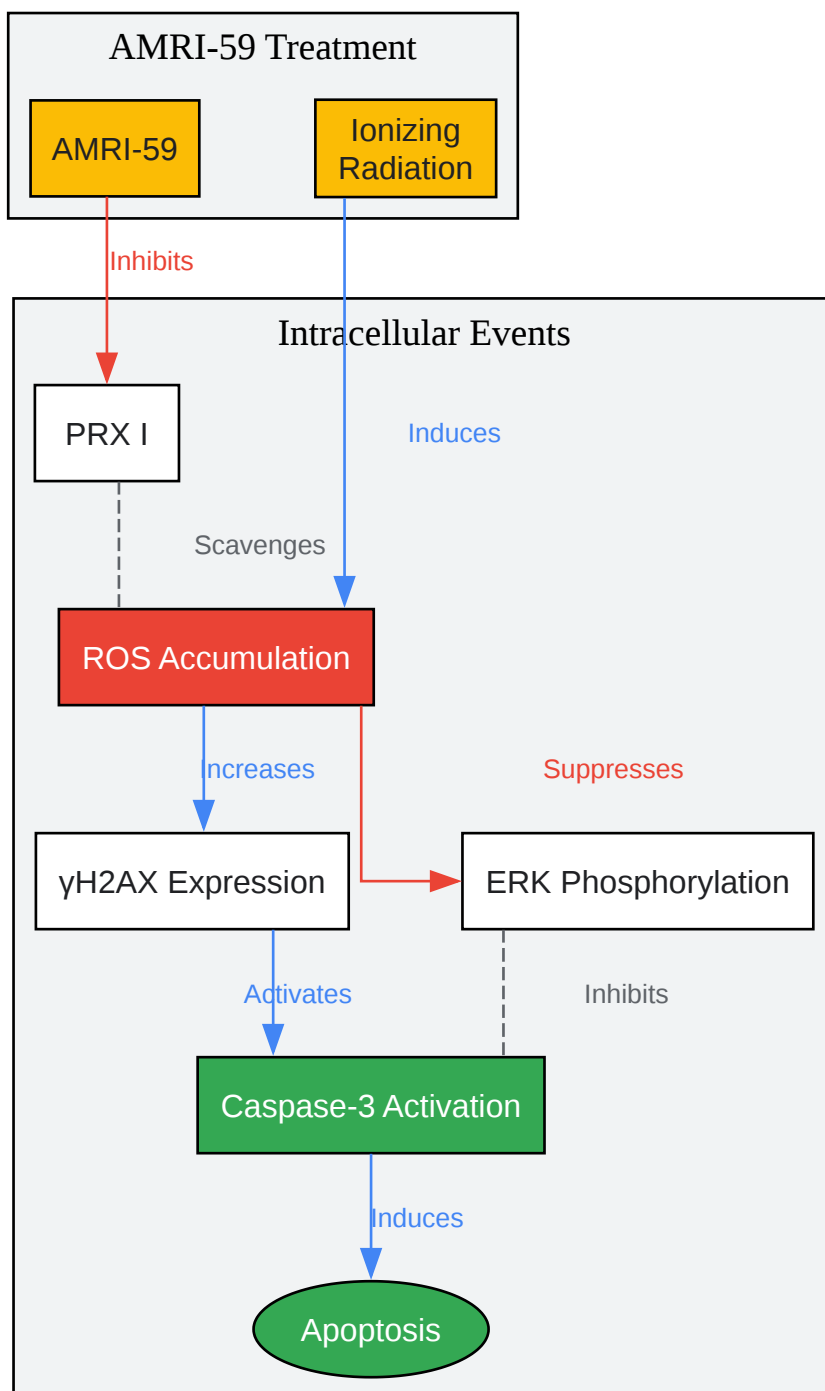 AMRI-59 Treatment
AMRI-59
Ionizing
Radiation
Inhibits
Intracellular Events
PRX I
Induces
Scavenges
ROS Accumulation
Increases
Suppresses
γH2AX Expression
ERK Phosphorylation
Activates
Inhibits
Caspase-3 Activation
Induces
Apoptosis